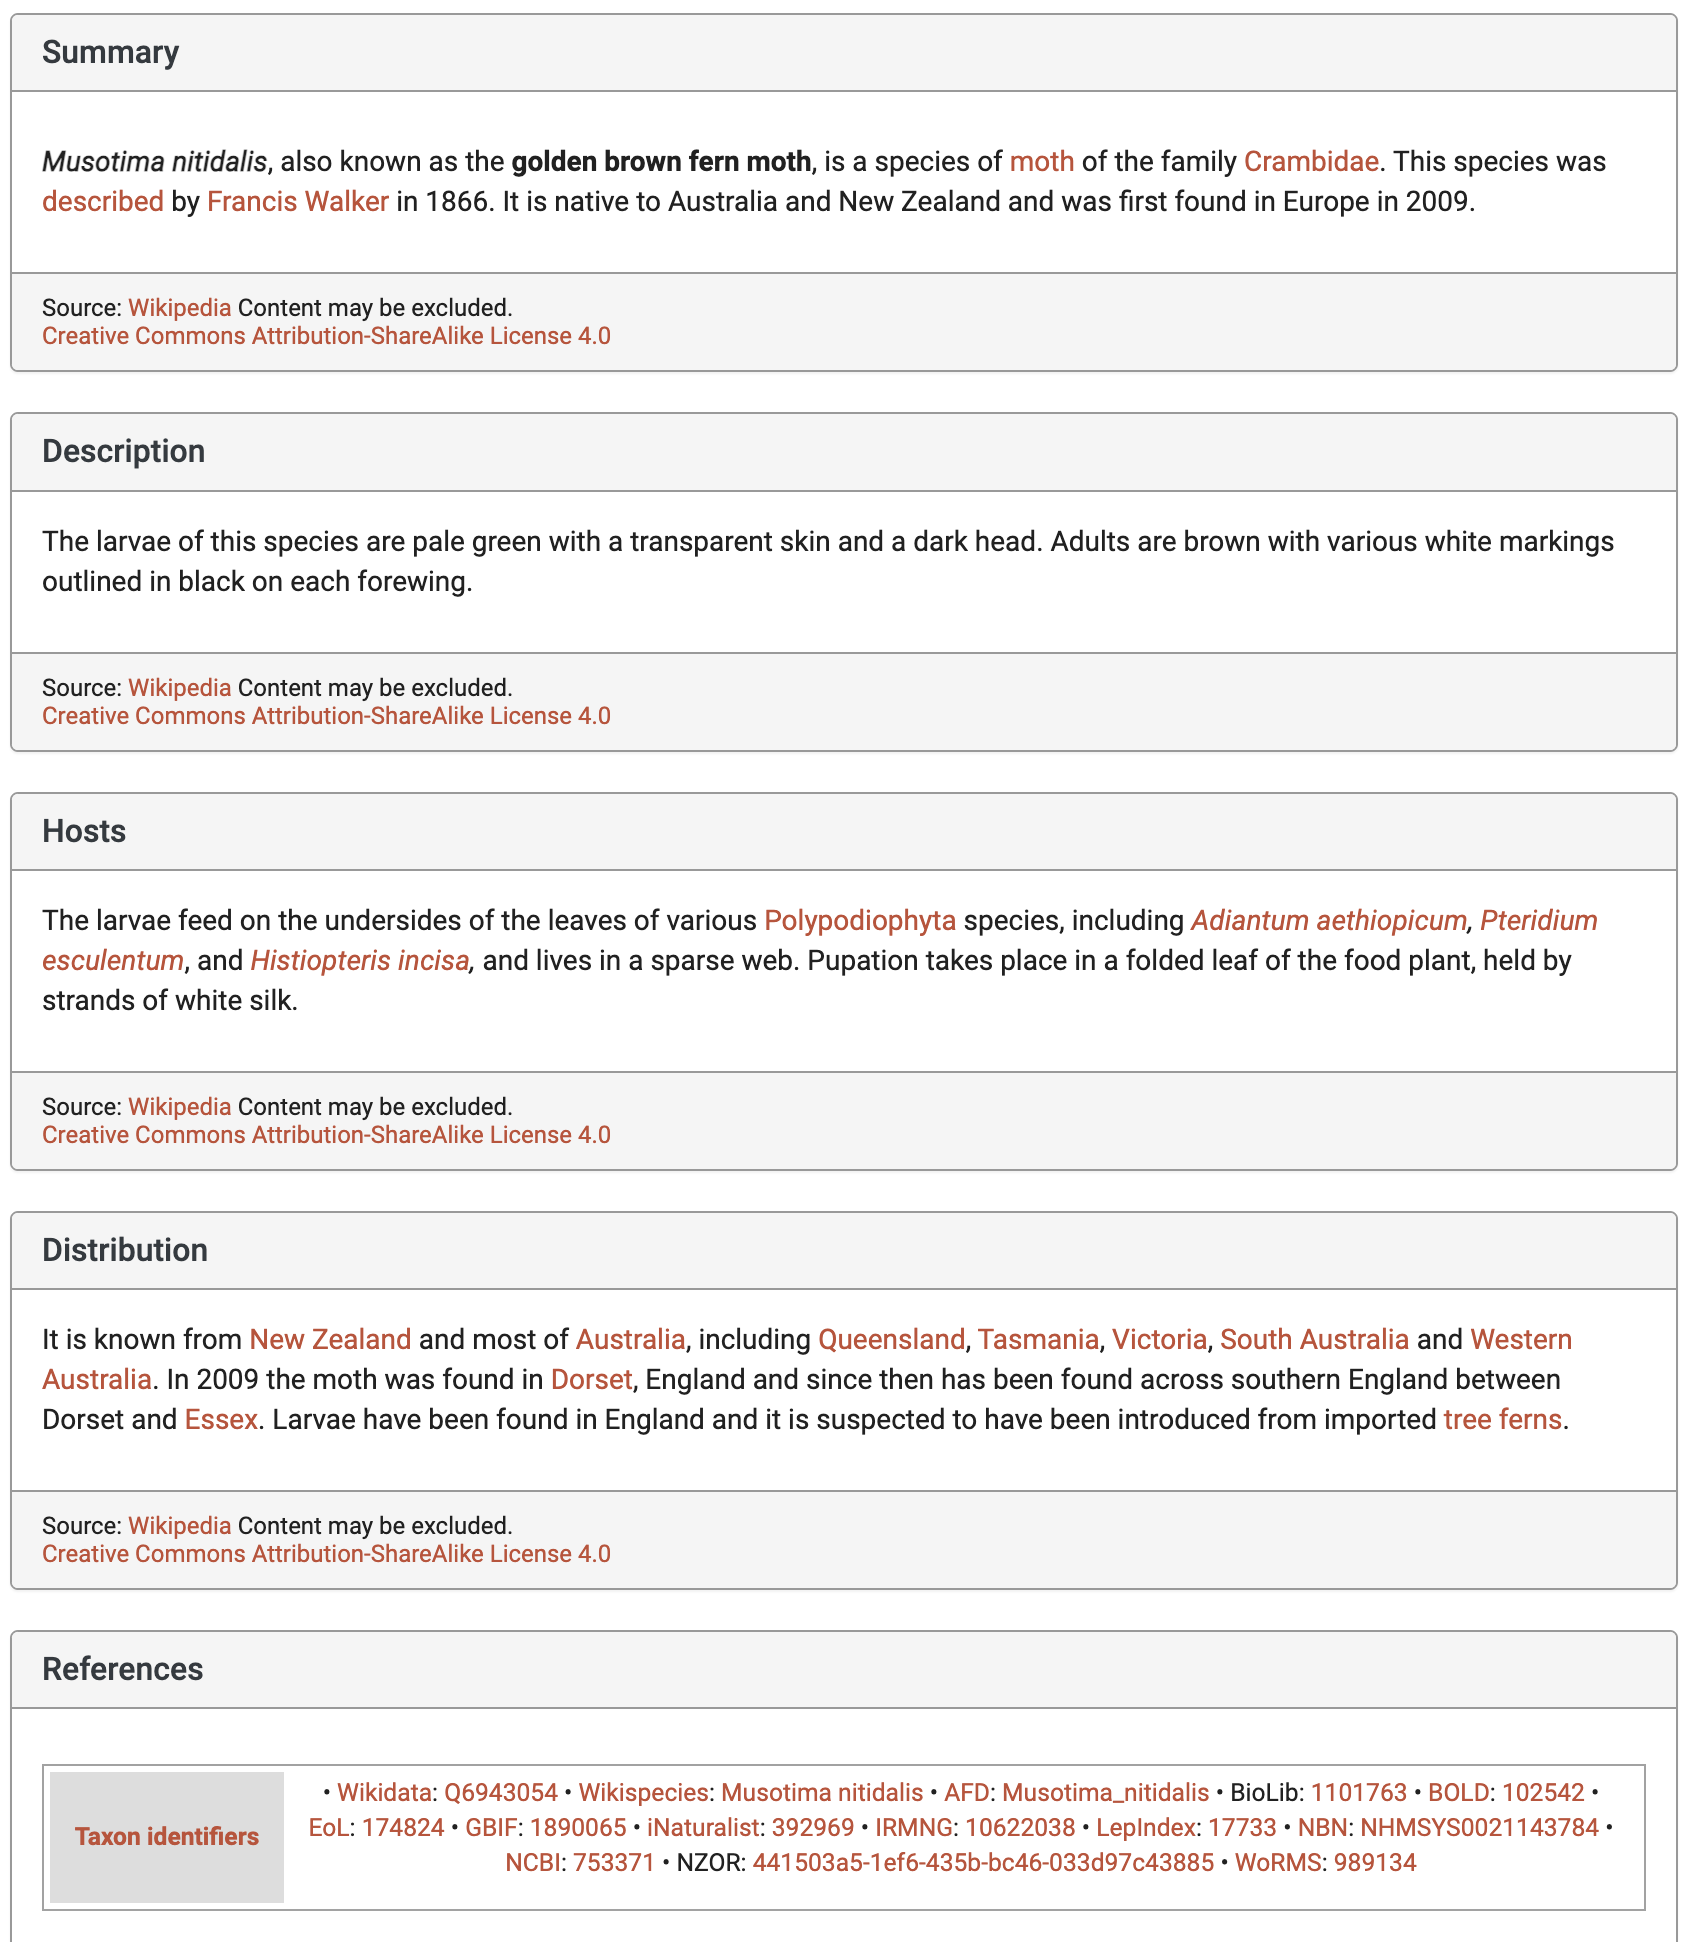 Summary
Musotima nitidalis, also known as the golden brown fern moth, is a species of moth of the family Crambidae. This species was
described by Francis Walker in 1866. It is native to Australia and New Zealand and was first found in Europe in 2009.
Source: Wikipedia Content may be excluded.
Creative Commons Attribution-ShareAlike License 4.0
Description
The larvae of this species are pale green with a transparent skin and a dark head. Adults are brown with various white markings
outlined in black on each forewing.
Source: Wikipedia Content may be excluded.
Creative Commons Attribution-ShareAlike License 4.0
Hosts
The larvae feed on the undersides of the leaves of various Polypodiophyta species, including Adiantum aethiopicum, Pteridium
esculentum, and Histiopteris incisa, and lives in a sparse web. Pupation takes place in a folded leaf of the food plant, held by
strands of white silk.
Source: Wikipedia Content may be excluded.
Creative Commons Attribution-ShareAlike License 4.0
Distribution
It is known from New Zealand and most of Australia, including Queensland, Tasmania, Victoria, South Australia and Western
Australia. In 2009 the moth was found in Dorset, England and since then has been found across southern England between
Dorset and Essex. Larvae have been found in England and it is suspected to have been introduced from imported tree ferns.
Source: Wikipedia Content may be excluded.
Creative Commons Attribution-ShareAlike License 4.0
References
Taxon identifiers
• Wikidata: Q6943054 • Wikispecies: Musotima nitidalis • AFD: Musotima_nitidalis • BioLib: 1101763 • BOLD: 102542 •
EoL: 174824 • GBIF: 1890065 • iNaturalist: 392969 • IRMNG: 10622038 • LepIndex: 17733 • NBN: NHMSYS0021143784 •
NCBI: 753371 • NZOR: 441503a5-1ef6-435b-bc46-033d97c43885 • WoRMS: 989134